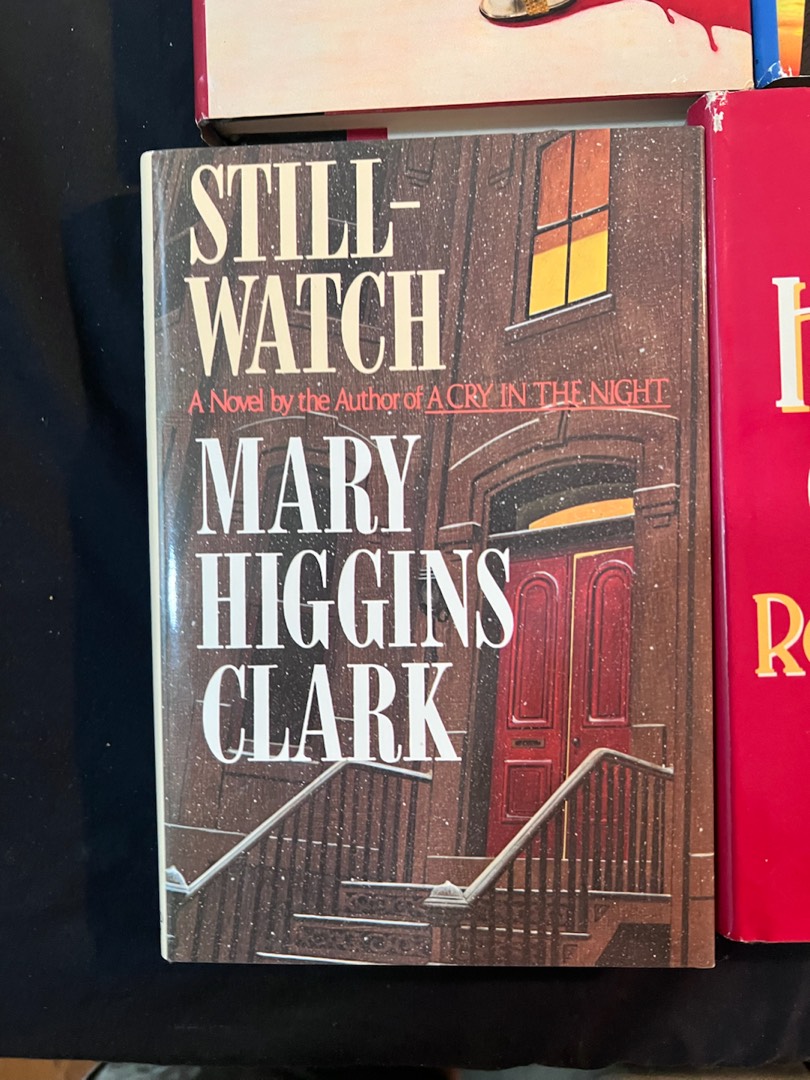 STILL-
WATCH
A Novel by the Author of A CRY IN THE NIGHT
MARY
HIGGINS
CLARK